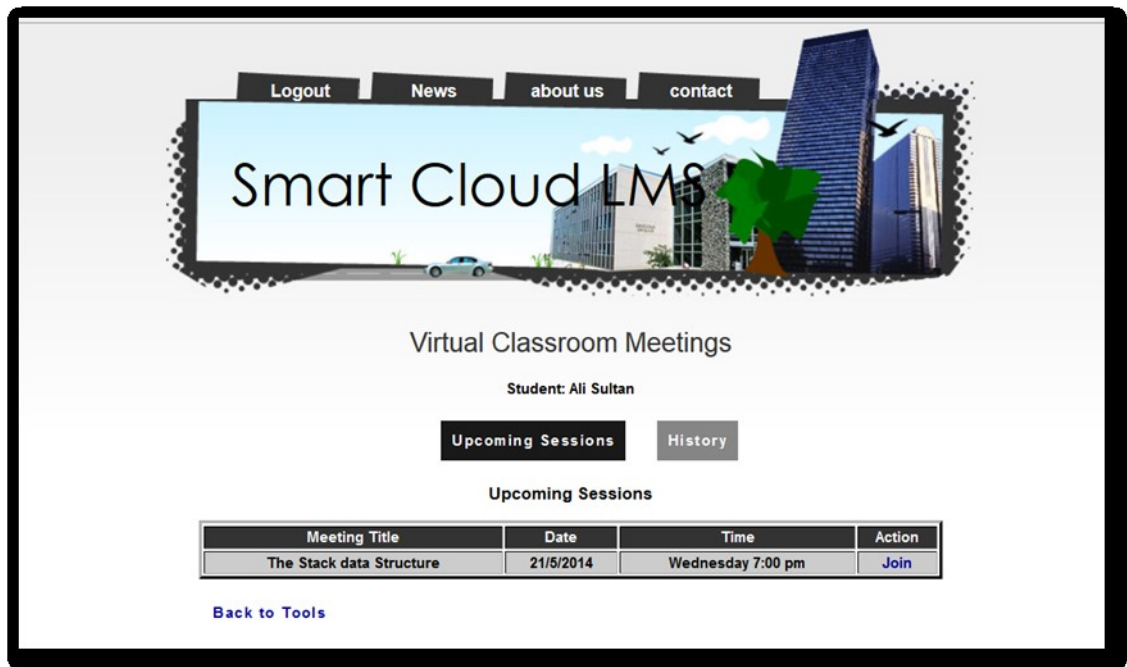 Logout News about us contact
Smart Cloud LMS
Virtual Classroom Meetings
Student: Ali Sultan
Upcoming Sessions History
Upcoming Sessions
Meeting Title Date Time Action
The Stack data Structure 21/5/2014 Wednesday 7:00 pm Join
Back to Tools